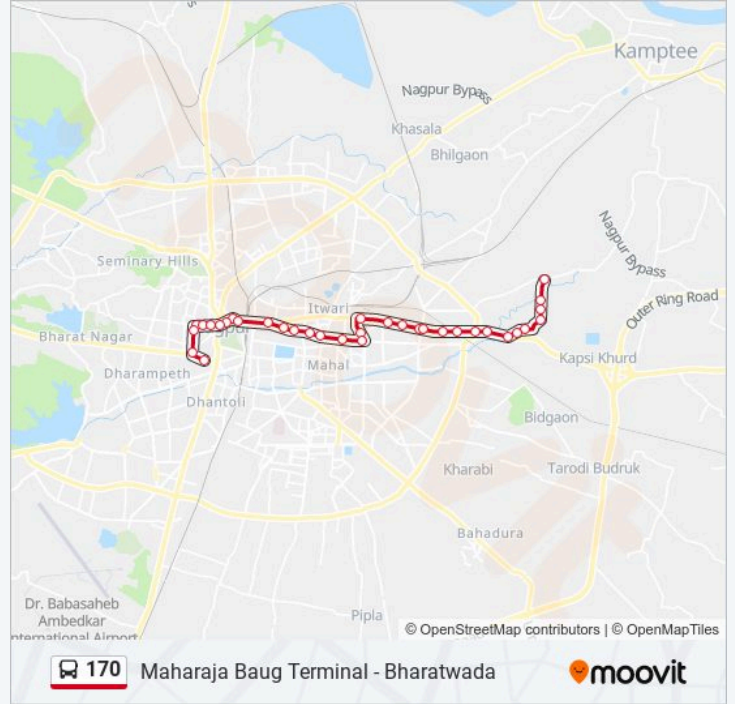 Kamptee
Nagpur Bypass
Khasala
Bhilgaon
Nagpur Bypass
Seminary Hills
Outer Ring Road
Itwari
Bharat Nagar
Kapsi Khurd
Mahal
Dharampeth
Dhantoli
Bidgaon
Kharabi
Tarodi Budruk
Bahadura
Dr. Babasaheb
Ambedkar
International Airport
Pipla
© OpenStreetMap contributors | © OpenMapTiles
170 Maharaja Baug Terminal - Bharatwada
moovit